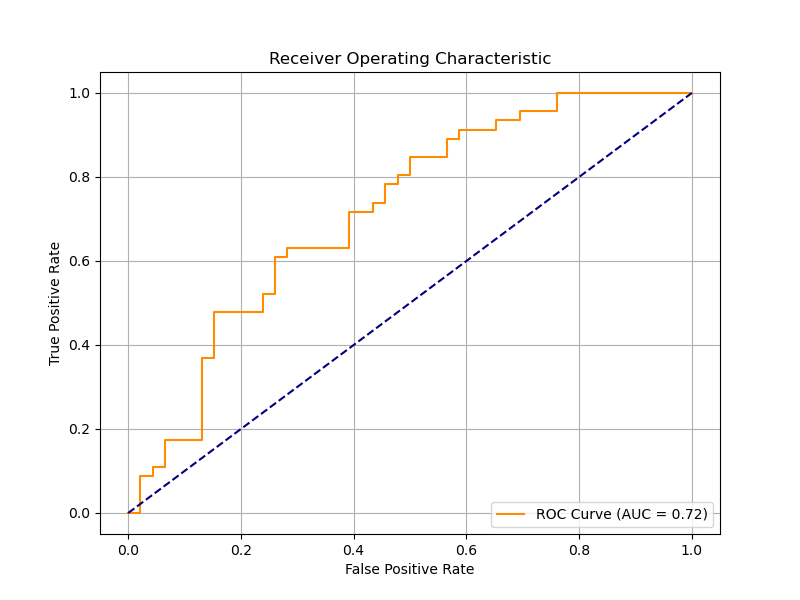 Receiver Operating Characteristic
True Positive Rate
1.0
0.8
0.6
0.4
0.2
0.0
ROC Curve (AUC = 0.72)
0.0 0.2 0.4 0.6 0.8 1.0
False Positive Rate